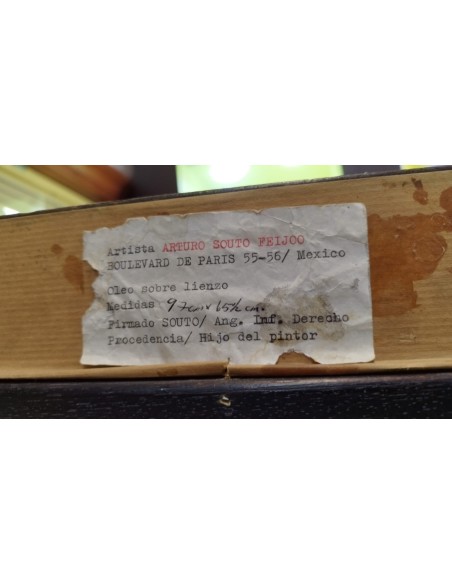 Artista ARTURO SOUTO FEIJOO
BOULEVARD DE PARIS 55-56/ Mexico
Oleo sobre lienzo
Medidas 97cm x 65½ cm.
Firmado SOUTO/ Ang. Inf. Derecho
Procedencia/ Hijo del pintor